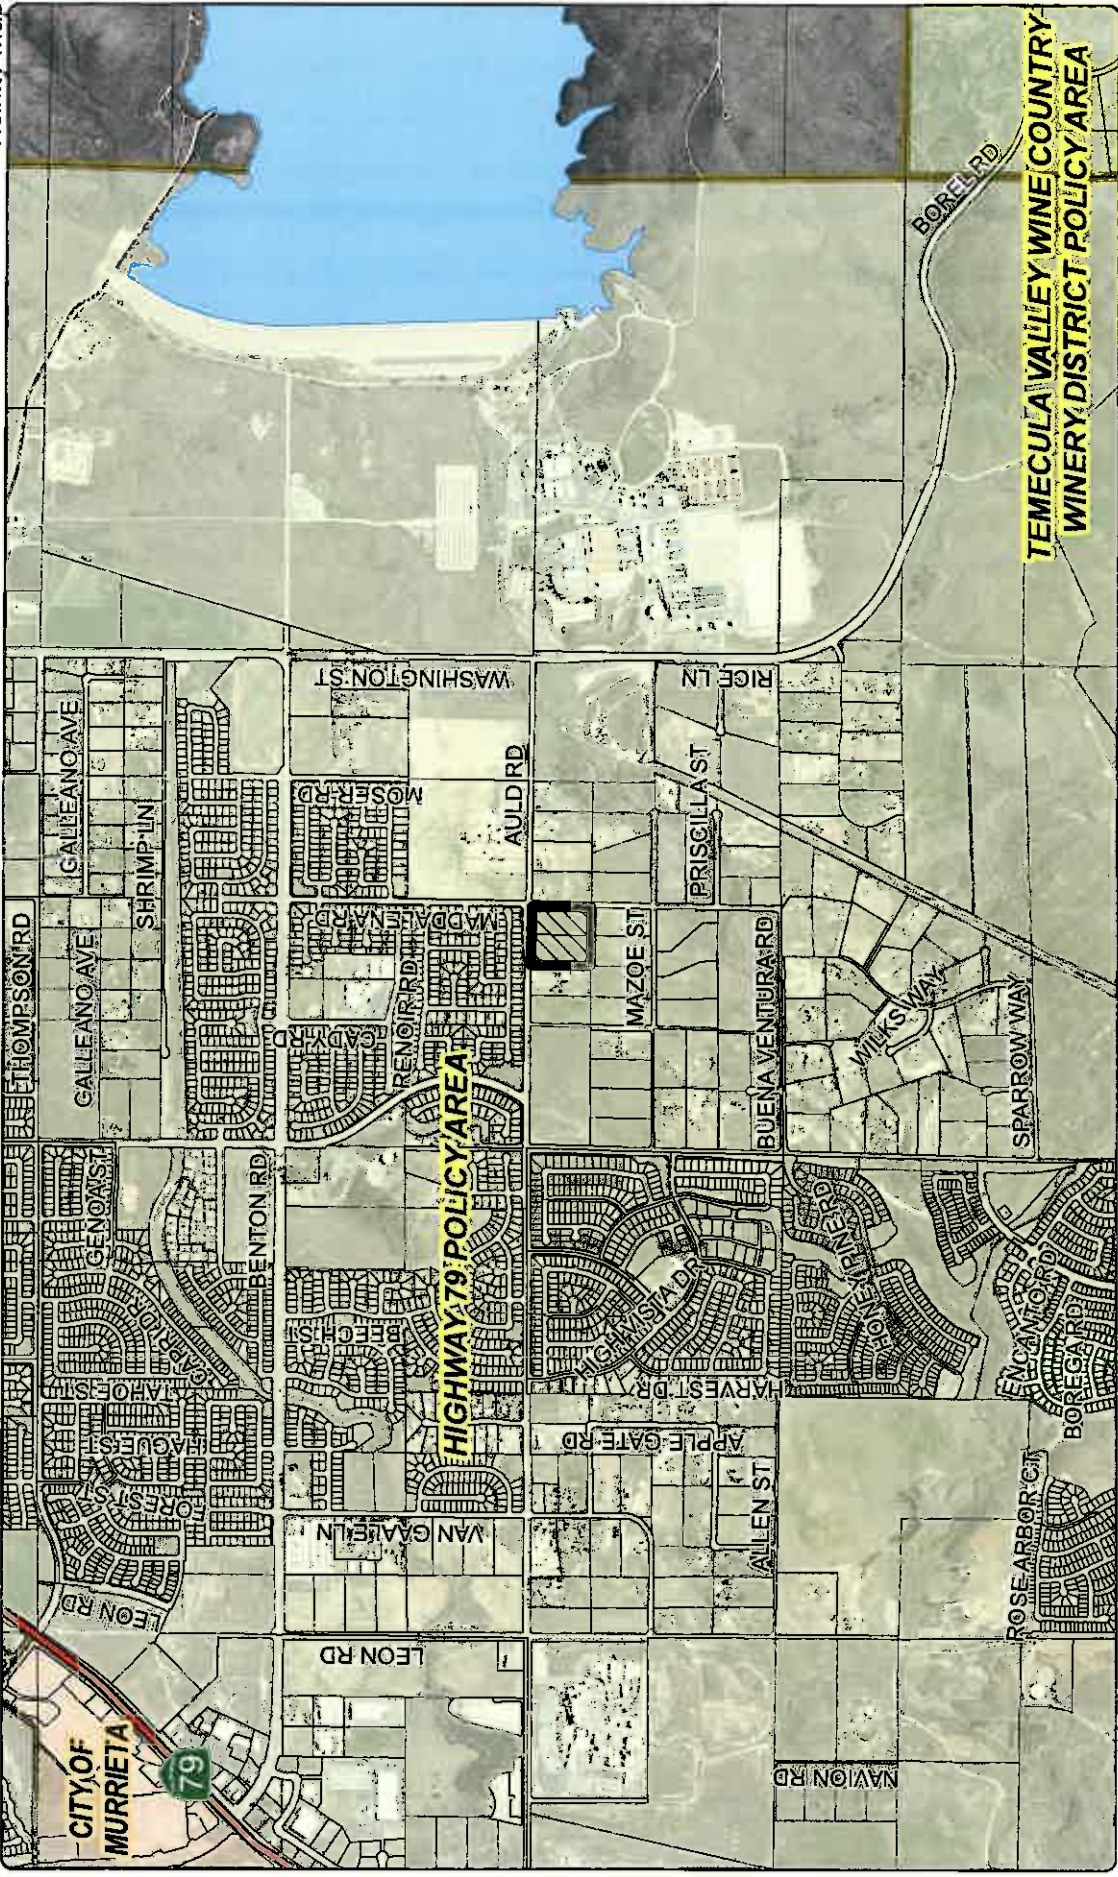 CITY OF
MURRIETA
79
HIGHWAY 79 POLICY AREA
TEMECULA VALLEY WINE COUNTRY
WINERY DISTRICT POLICY AREA
THOMPSON RD
GALLEANO AVE
GALLEANO AVE
SHRIMP LN
GENOA ST
CARR DR
TAHOE ST
HAGUE ST
FOREST ST
LEON RD
BENTON RD
BEECH ST
VAN GAALE LN
LEON RD
CADY RD
RENOIR RD
MADDALENA RD
MOSER RD
WASHINGTON ST
AULD RD
MAZOE ST
PRISCILLA ST
RICE LN
BUENA VENTURA RD
WILKS WAY
SPARROW WAY
HIGH VISTA DR
HARVEST DR
APPLE GATE RD
ALLEN ST
HONEY PINE RD
ENCANTO RD
BOREGARD
ROSE ARBOR CT
NAVION RD
BOREL RD